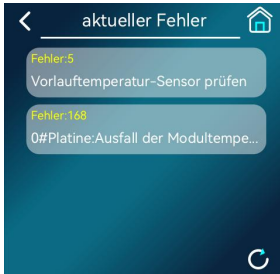 aktueller Fehler
Fehler:5
Vorlauftemperatur-Sensor prüfen
Fehler:168
0#Platine:Ausfall der Modultempe...